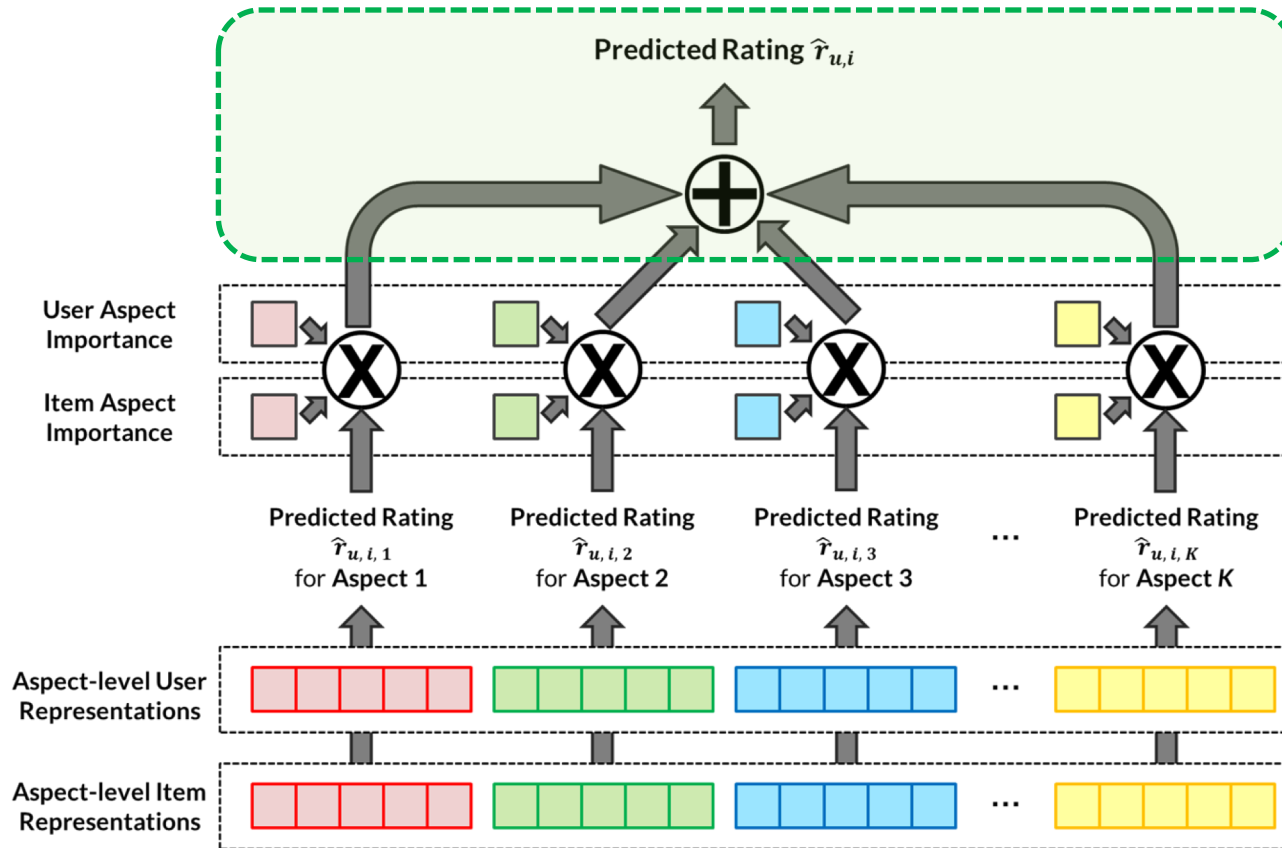 Predicted Rating r̂u,i
User Aspect
Importance
X X X X
Item Aspect
Importance
Predicted Rating
r̂u,i,1
for Aspect 1
Predicted Rating
r̂u,i,2
for Aspect 2
Predicted Rating
r̂u,i,3
for Aspect 3
...
Predicted Rating
r̂u,i,K
for Aspect K
Aspect-level User
Representations
...
Aspect-level Item
Representations
...